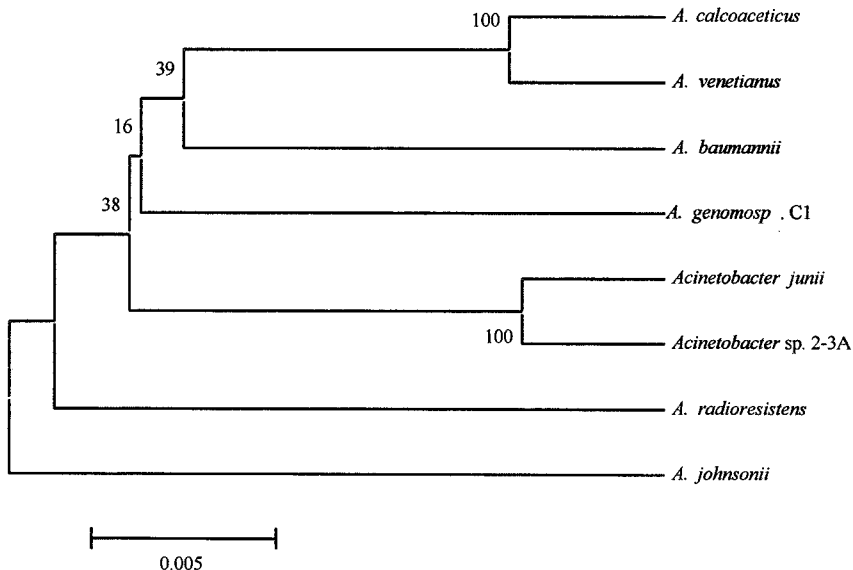 100
A. calcoaceticus
39
A. venetianus
16
A. baumannii
38
A. genomosp . C1
Acinetobacter junii
100
Acinetobacter sp. 2-3A
A. radioresistens
A. johnsonii
0.005